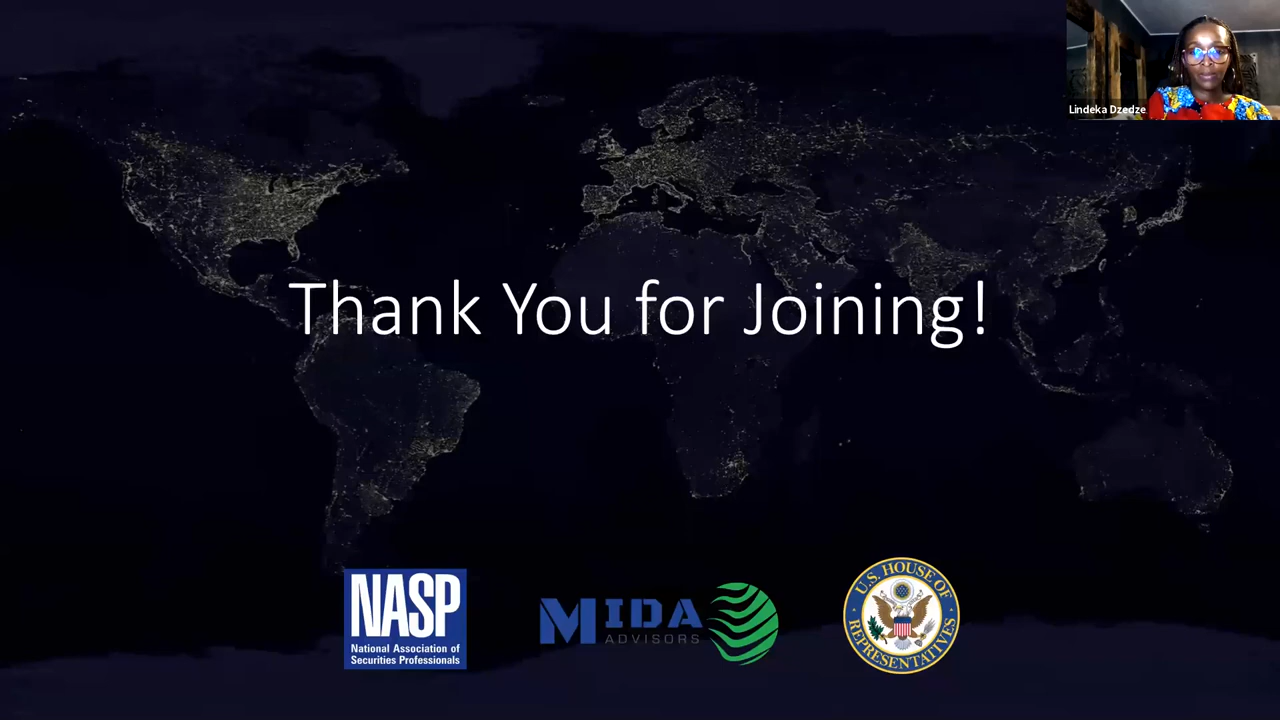 Lindeka Dzedze
Thank You for Joining!
NASP
National Association of
Securities Professionals
MIDA
ADVISORS
U.S. HOUSE OF
REPRESENTATIVES